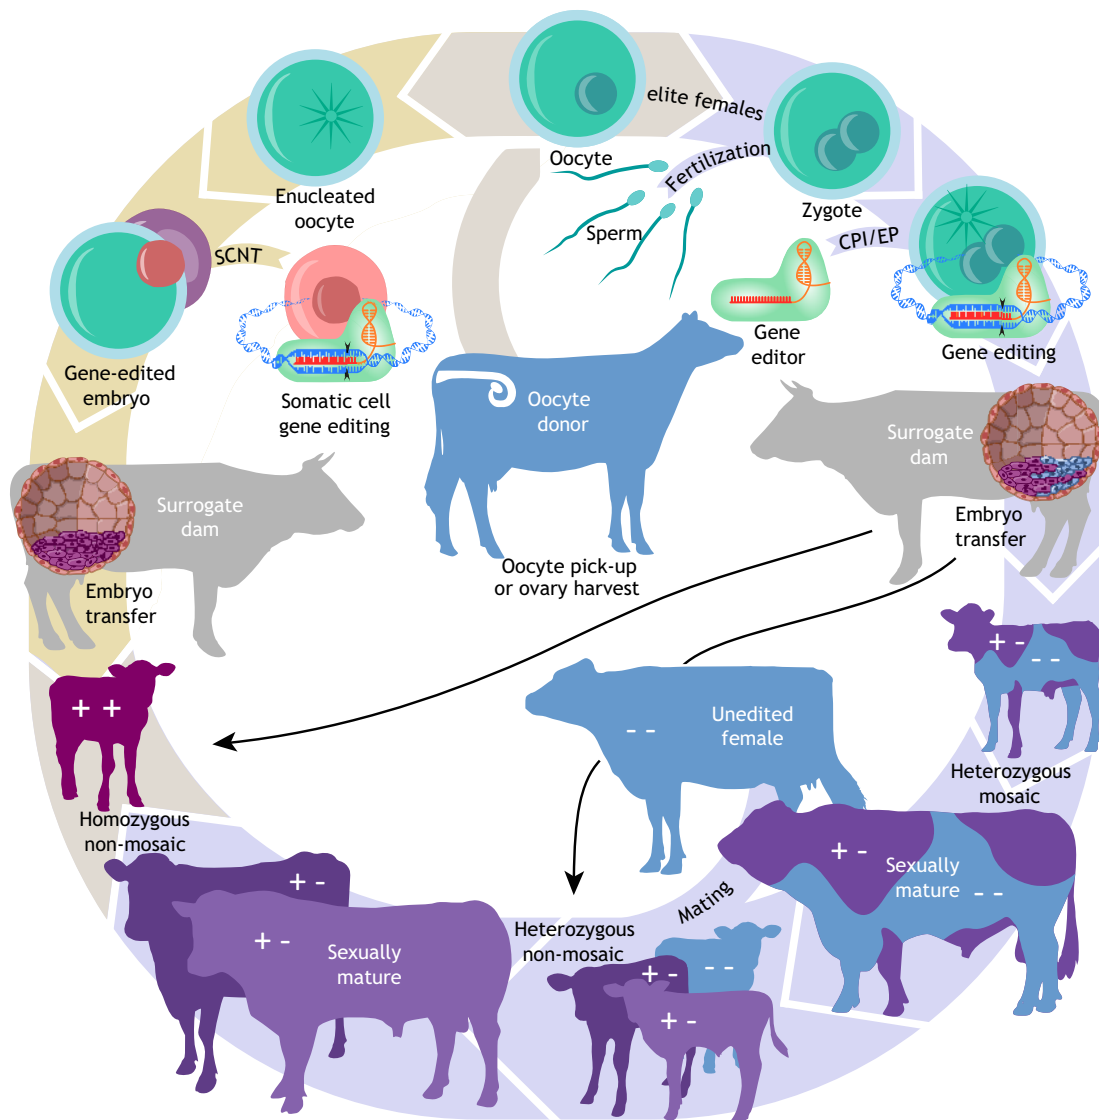 elite females
Oocyte
Fertilization
Enucleated
oocyte
Zygote
Sperm
SCNT
CPI/EP
Gene
editor
Gene editing
Gene-edited
embryo
Somatic cell
gene editing
Oocyte
donor
Surrogate
dam
Surrogate
dam
Embryo
transfer
Oocyte pick-up
or ovary harvest
Embryo
transfer
+ -
- -
+ +
Unedited
female
- -
Heterozygous
mosaic
Homozygous
non-mosaic
+ -
Sexually
mature
- -
+ -
+ -
Sexually
mature
Mating
Heterozygous
non-mosaic
+ -
- -
+ -